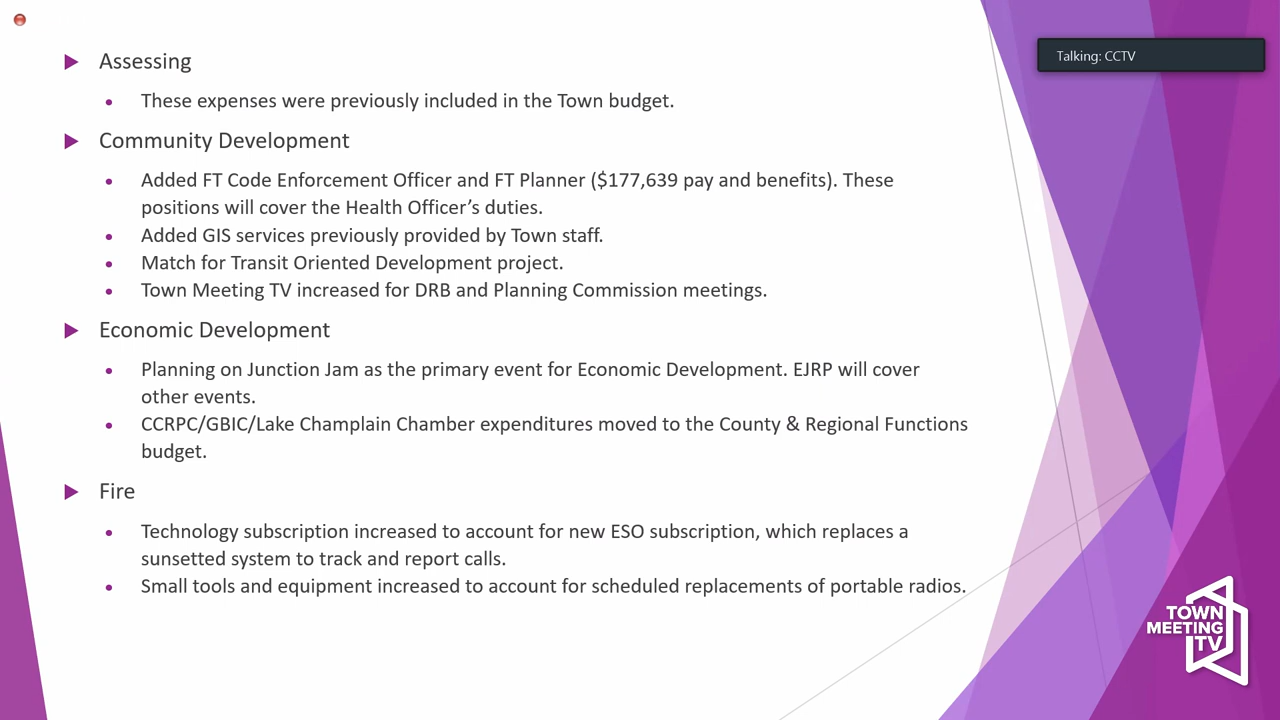 Talking: CCTV
Assessing
These expenses were previously included in the Town budget.
Community Development
Added FT Code Enforcement Officer and FT Planner ($177,639 pay and benefits). These
positions will cover the Health Officer’s duties.
Added GIS services previously provided by Town staff.
Match for Transit Oriented Development project.
Town Meeting TV increased for DRB and Planning Commission meetings.
Economic Development
Planning on Junction Jam as the primary event for Economic Development. EJRP will cover
other events.
CCRPC/GBIC/Lake Champlain Chamber expenditures moved to the County & Regional Functions
budget.
Fire
Technology subscription increased to account for new ESO subscription, which replaces a
sunsetted system to track and report calls.
Small tools and equipment increased to account for scheduled replacements of portable radios.
TOWN
MEETING
TV